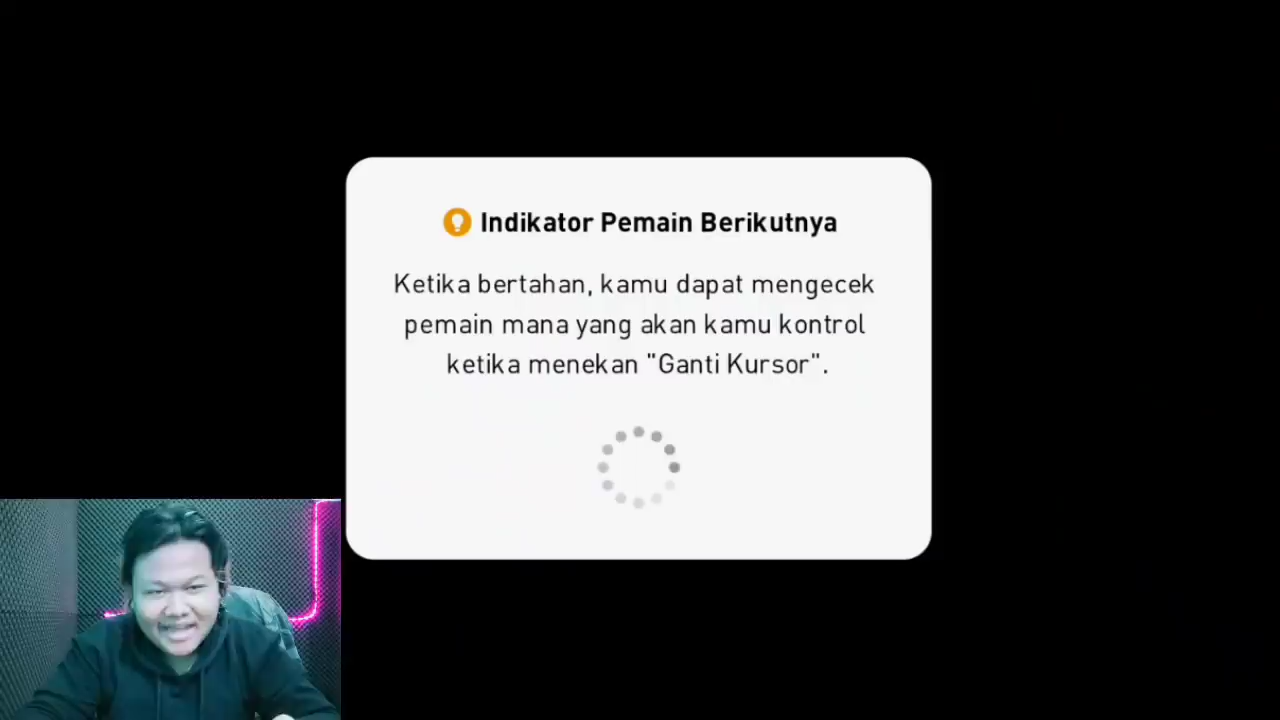 Indikator Pemain Berikutnya
Ketika bertahan, kamu dapat mengecek
pemain mana yang akan kamu kontrol
ketika menekan "Ganti Kursor".